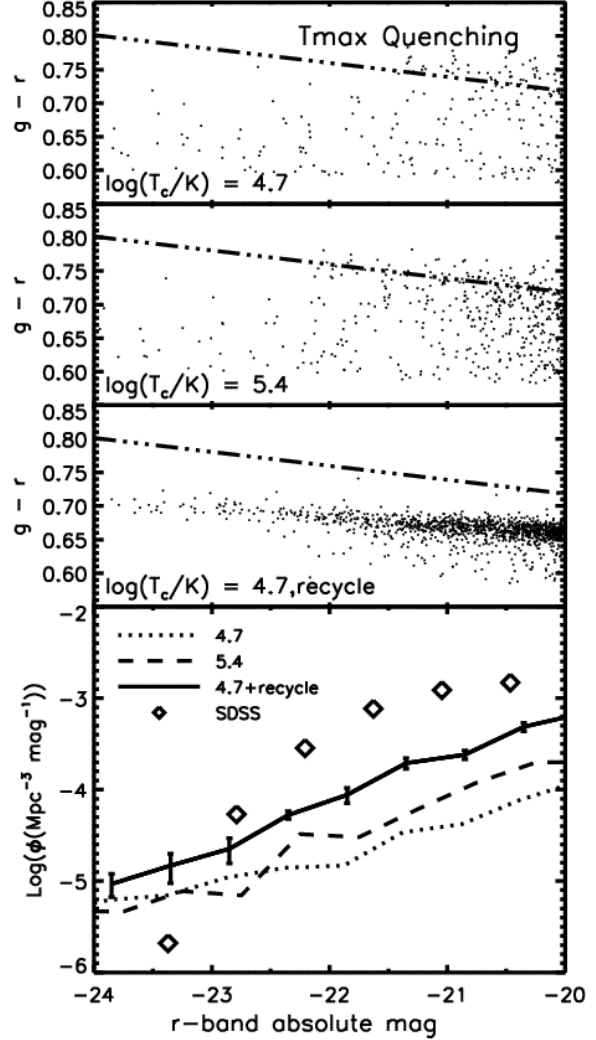 Tmax Quenching
0.85
0.80
0.75
0.70
0.65
0.60
g − r
log(T_c/K) = 4.7
0.85
0.80
0.75
0.70
0.65
0.60
g − r
log(T_c/K) = 5.4
0.85
0.80
0.75
0.70
0.65
0.60
g − r
log(T_c/K) = 4.7,recycle
−2
−3
−4
−5
−6
Log(ϕ(Mpc⁻³ mag⁻¹))
4.7
5.4
4.7+recycle
SDSS
−24 −23 −22 −21 −20
r−band absolute mag